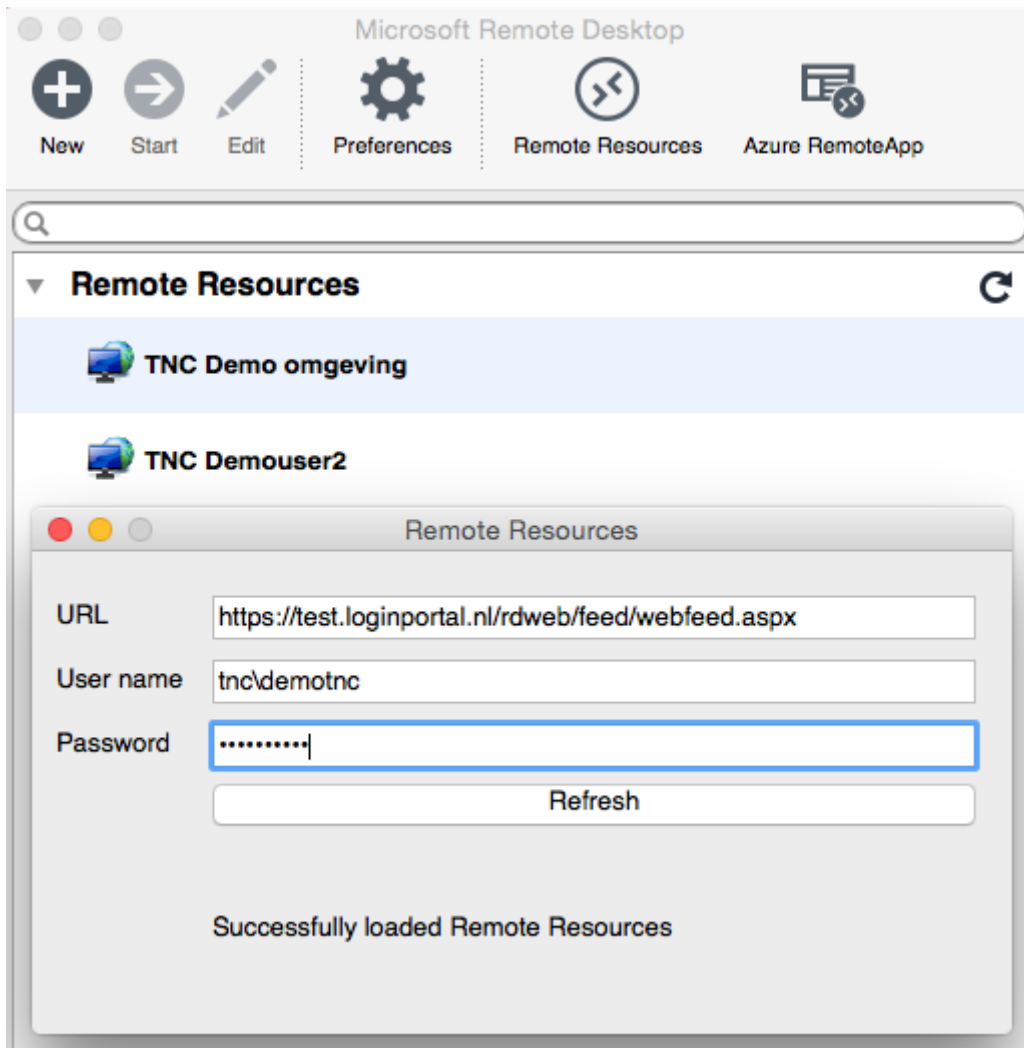 Microsoft Remote Desktop
New Start Edit Preferences Remote Resources Azure RemoteApp
Remote Resources
TNC Demo omgeving
TNC Demouser2
Remote Resources
URL https://test.loginportal.nl/rdweb/feed/webfeed.aspx
User name tnc\demotnc
Password ••••••••••
Refresh
Successfully loaded Remote Resources